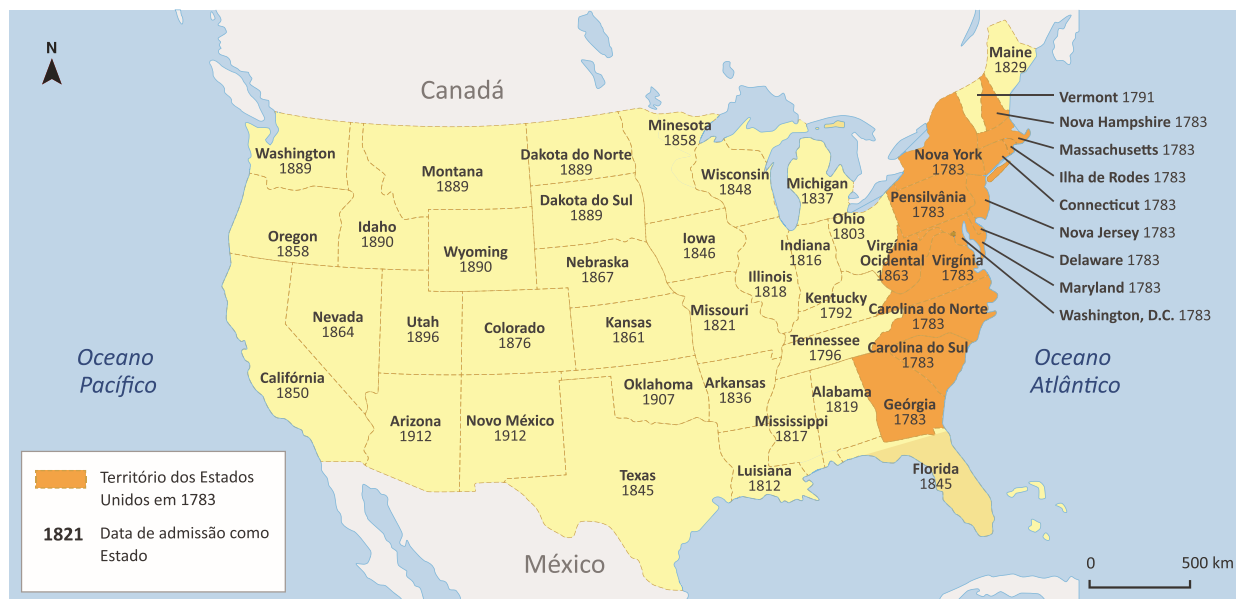 N
Canadá
Maine
1829
Vermont 1791
Nova Hampshire 1783
Massachusetts 1783
Ilha de Rodes 1783
Connecticut 1783
Nova Jersey 1783
Delaware 1783
Maryland 1783
Washington, D.C. 1783
Washington
1889
Montana
1889
Dakota do Norte
1889
Minesota
1858
Wisconsin
1848
Michigan
1837
Nova York
1783
Pensilvânia
1783
Oregon
1858
Idaho
1890
Wyoming
1890
Dakota do Sul
1889
Nebraska
1867
Iowa
1846
Illinois
1818
Indiana
1816
Ohio
1803
Virgínia
Ocidental
1863
Virgínia
1783
Nevada
1864
Utah
1896
Colorado
1876
Kansas
1861
Missouri
1821
Kentucky
1792
Carolina do Norte
1783
Tennessee
1796
Carolina do Sul
1783
Califórnia
1850
Arizona
1912
Novo México
1912
Oklahoma
1907
Arkansas
1836
Mississippi
1817
Alabama
1819
Geórgia
1783
Texas
1845
Luisiana
1812
Florida
1845
Oceano
Pacífico
Oceano
Atlântico
México
Território dos Estados
Unidos em 1783
1821 Data de admissão como
Estado
0 500 km